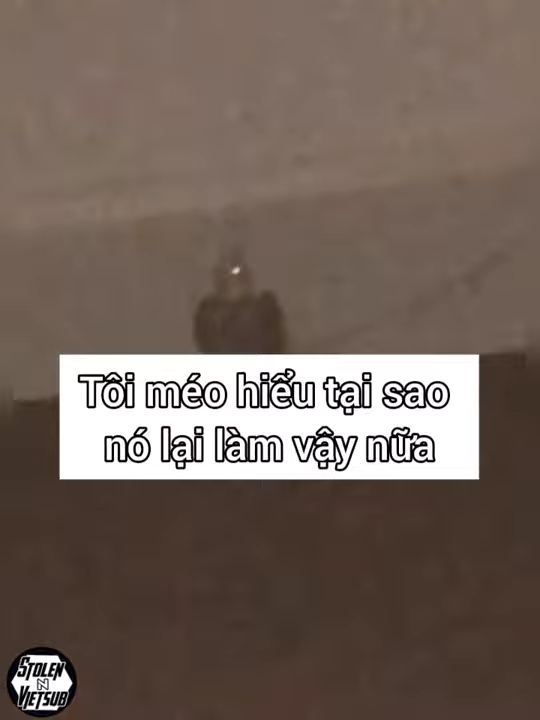 Tôi méo hiểu tại sao
nó lại làm vậy nữa
STOLEN
N
VIETSUB